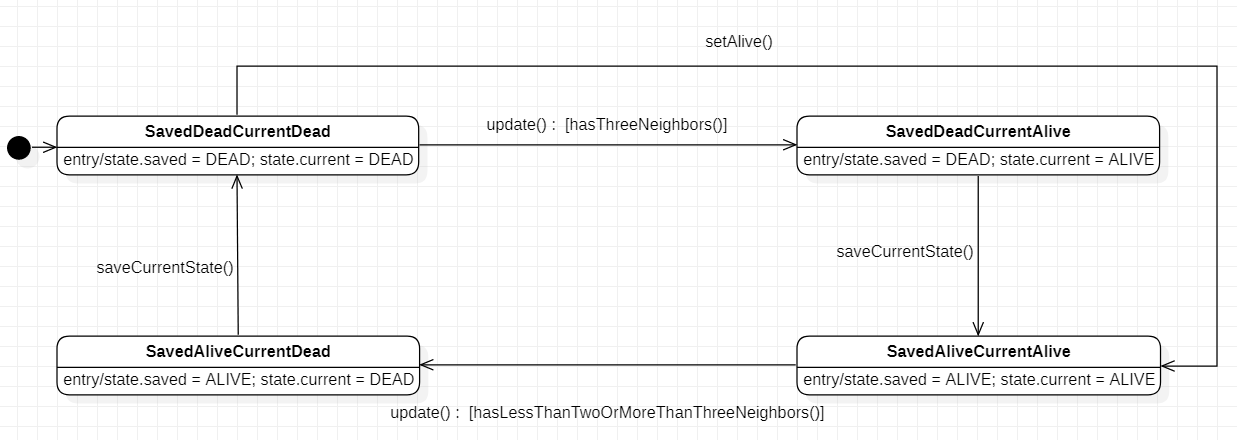 setAlive()
SavedDeadCurrentDead
entry/state.saved = DEAD; state.current = DEAD
update() :  [hasThreeNeighbors()]
SavedDeadCurrentAlive
entry/state.saved = DEAD; state.current = ALIVE
saveCurrentState()
saveCurrentState()
SavedAliveCurrentDead
entry/state.saved = ALIVE; state.current = DEAD
SavedAliveCurrentAlive
entry/state.saved = ALIVE; state.current = ALIVE
update() :  [hasLessThanTwoOrMoreThanThreeNeighbors()]